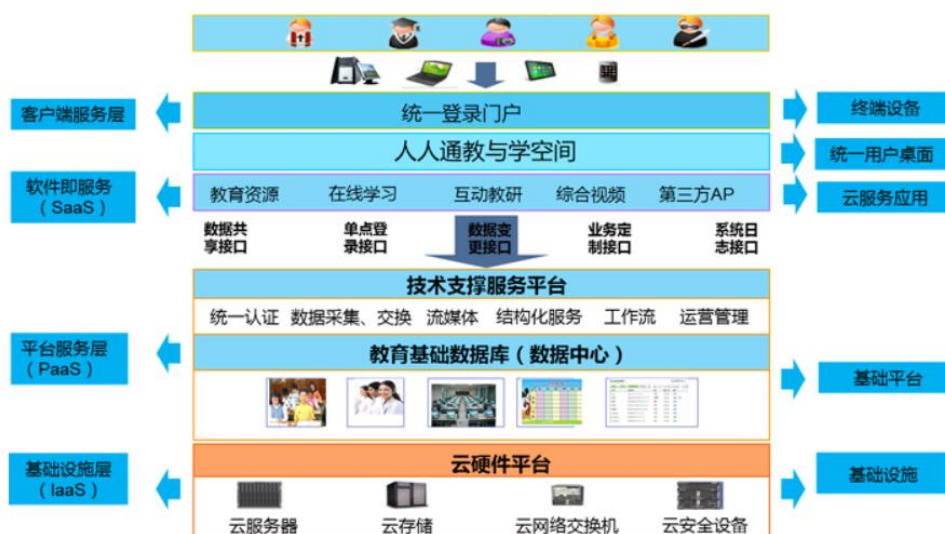 客户端服务层
统一登录门户
终端设备
人人通教与学空间
统一用户桌面
软件即服务
（SaaS）
教育资源 在线学习 互动教研 综合视频 第三方AP
云服务应用
数据共
享接口
单点登
录接口
数据变
更接口
业务定
制接口
系统日
志接口
技术支撑服务平台
统一认证 数据采集、交换 流媒体 结构化服务 工作流 运营管理
平台服务层
（PaaS）
教育基础数据库（数据中心）
基础平台
基础设施层
（IaaS）
云硬件平台
基础设施
云服务器 云存储 云网络交换机 云安全设备